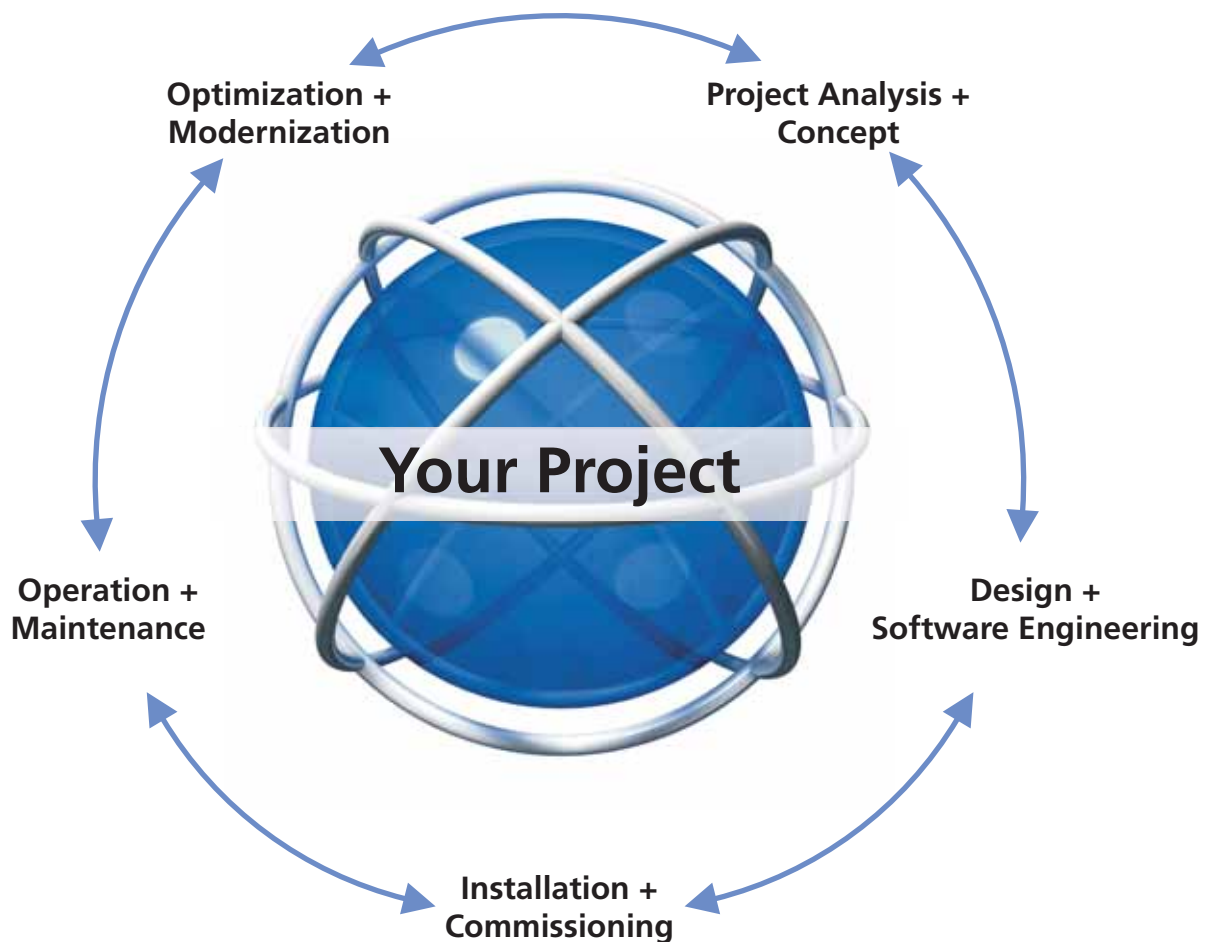 Optimization +
Modernization
Project Analysis +
Concept
Your Project
Operation +
Maintenance
Design +
Software Engineering
Installation +
Commissioning